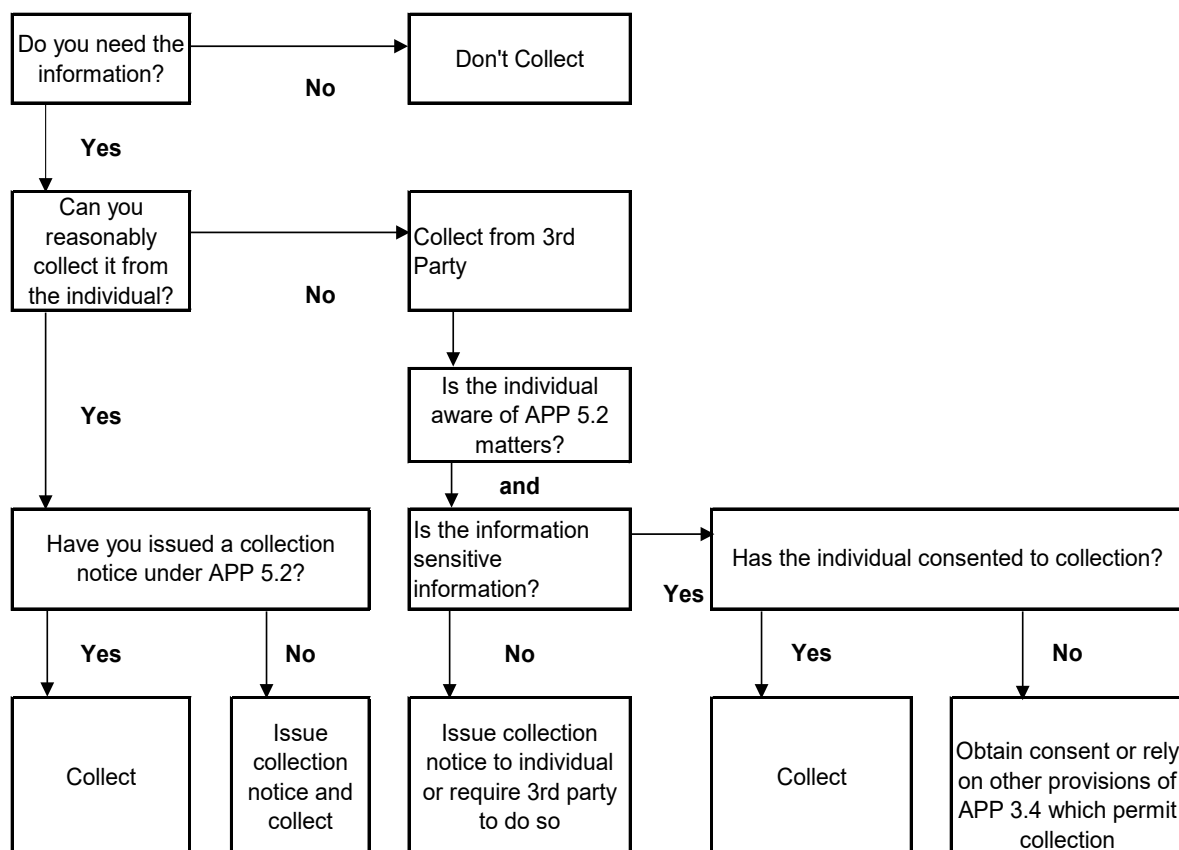 Do you need the
information?
Don't Collect
No
Yes
Can you
reasonably
collect it from
the individual?
Collect from 3rd
Party
No
Yes
Is the individual
aware of APP 5.2
matters?
and
Have you issued a collection
notice under APP 5.2?
Is the information
sensitive
information?
Has the individual consented to collection?
Yes
Yes
No
No
Yes
No
Collect
Issue
collection
notice and
collect
Issue collection
notice to individual
or require 3rd party
to do so
Collect
Obtain consent or rely
on other provisions of
APP 3.4 which permit
collection